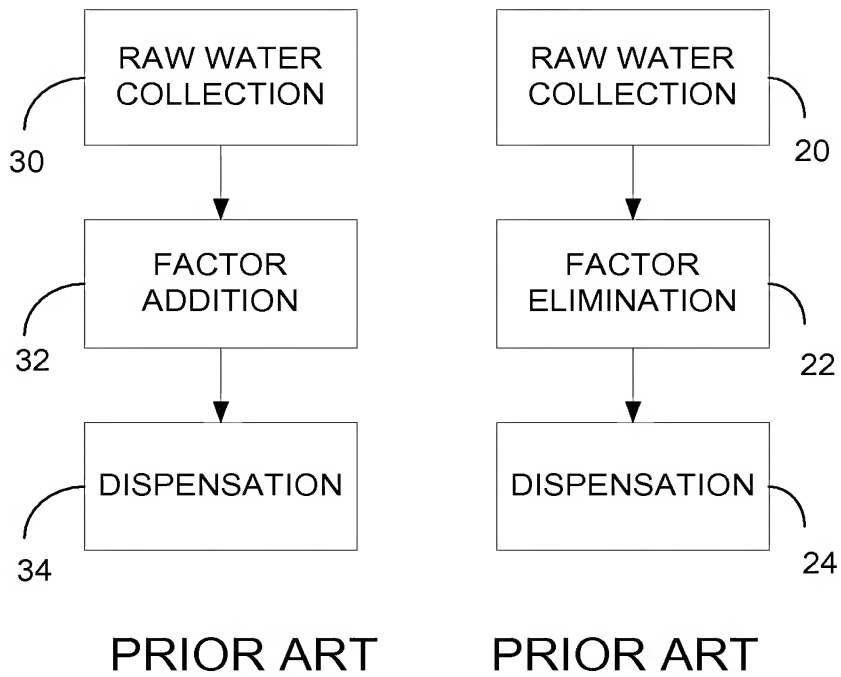 RAW WATER
COLLECTION
30
FACTOR
ADDITION
32
DISPENSATION
34
PRIOR ART
RAW WATER
COLLECTION
20
FACTOR
ELIMINATION
22
DISPENSATION
24
PRIOR ART